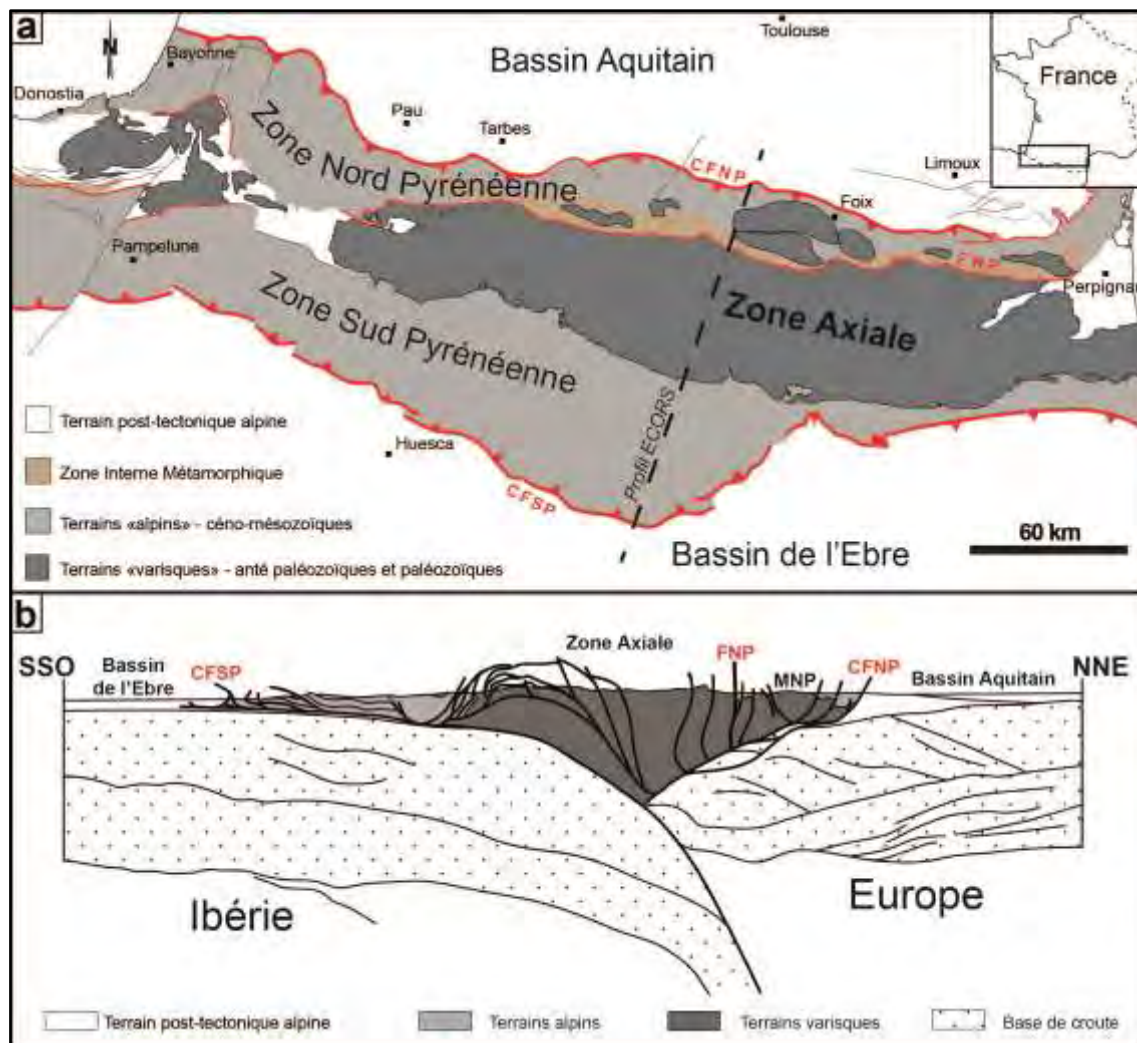 a
N
Toulouse
Bayonne
Bassin Aquitain
France
Donostia
Pau
Tarbes
Limoux
CFNP
Zone Nord Pyrénéenne
Foix
FNP
Pampelune
Perpignan
Zone Axiale
Zone Sud Pyrénéenne
Profil ECORS
Terrain post-tectonique alpine
Huesca
Zone Interne Métamorphique
CFSP
Terrains «alpins» - céno-mésozoïques
60 km
Bassin de l'Ebre
Terrains «varisques» - anté paléozoïques et paléozoïques
b
Zone Axiale
SSO
Bassin
de l'Ebre
CFSP
FNP
MNP
CFNP
Bassin Aquitain
NNE
Ibérie
Europe
Terrain post-tectonique alpine
Terrains alpins
Terrains varisques
Base de croute